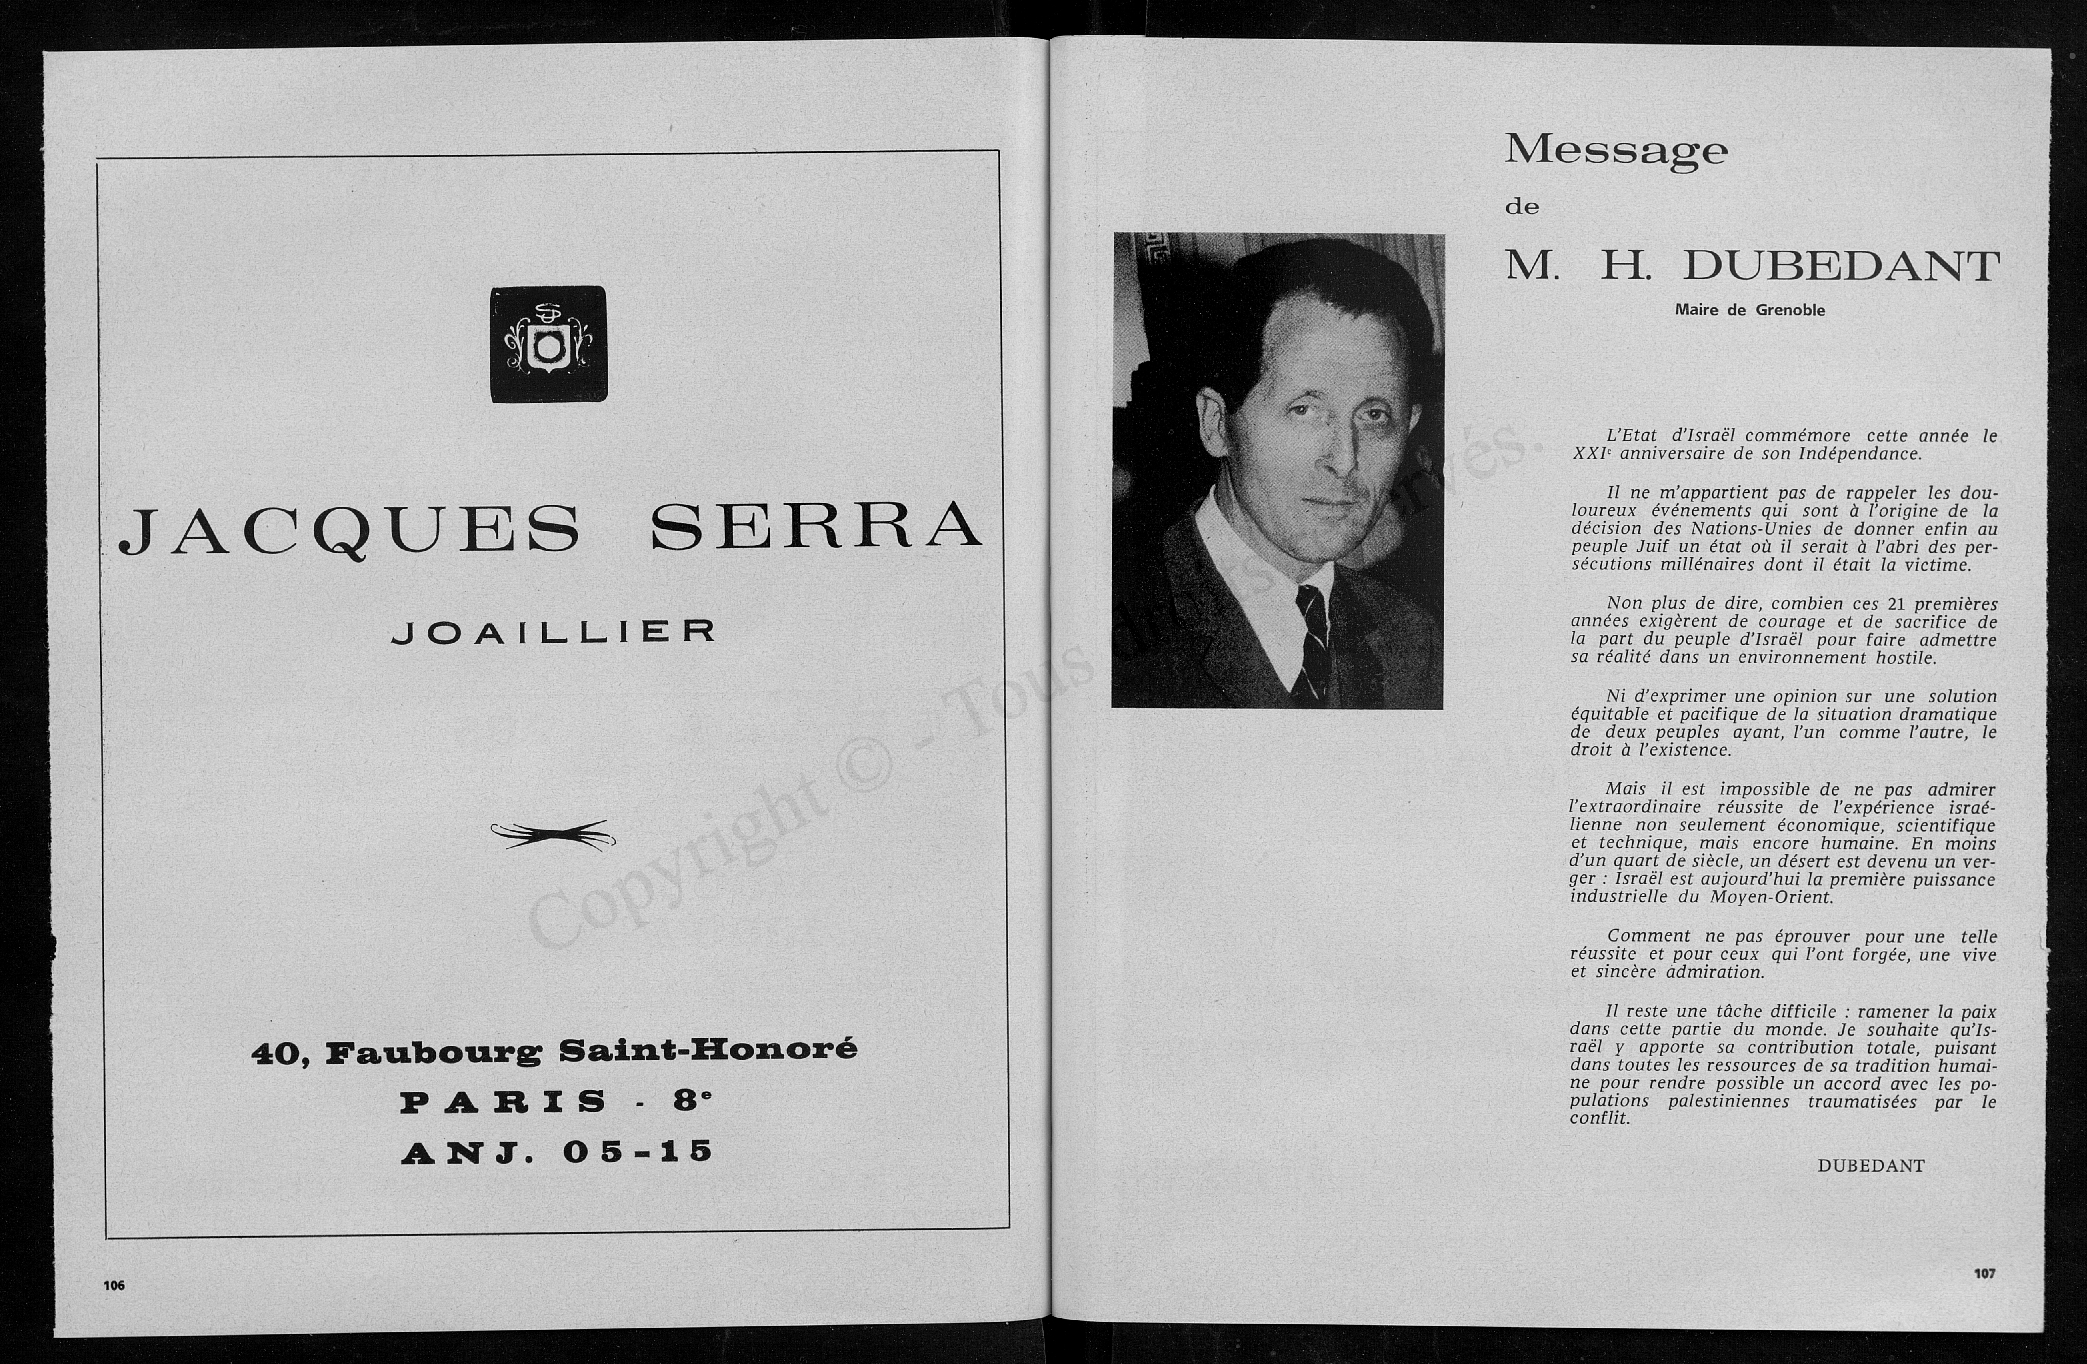 JACQUES SERRA
JOAILLIER
40, Faubourg Saint-Honoré
PARIS - 8e
ANJ. 05-15
106
Message
de
M. H. DUBEDANT
Maire de Grenoble
L'Etat d'Israël commémore cette année le
XXIe anniversaire de son Indépendance.
Il ne m'appartient pas de rappeler les dou-
loureux événements qui sont à l'origine de la
décision des Nations-Unies de donner enfin au
peuple Juif un état où il serait à l'abri des per-
sécutions millénaires dont il était la victime.
Non plus de dire, combien ces 21 premières
années exigèrent de courage et de sacrifice de
la part du peuple d'Israël pour faire admettre
sa réalité dans un environnement hostile.
Ni d'exprimer une opinion sur une solution
équitable et pacifique de la situation dramatique
de deux peuples ayant, l'un comme l'autre, le
droit à l'existence.
Mais il est impossible de ne pas admirer
l'extraordinaire réussite de l'expérience israé-
lienne non seulement économique, scientifique
et technique, mais encore humaine. En moins
d'un quart de siècle, un désert est devenu un ver-
ger : Israël est aujourd'hui la première puissance
industrielle du Moyen-Orient.
Comment ne pas éprouver pour une telle
réussite et pour ceux qui l'ont forgée, une vive
et sincère admiration.
Il reste une tâche difficile : ramener la paix
dans cette partie du monde. Je souhaite qu'Is-
raël y apporte sa contribution totale, puisant
dans toutes les ressources de sa tradition humai-
ne pour rendre possible un accord avec les po-
pulations palestiniennes traumatisées par le
conflit.
DUBEDANT
107
Copyright © - Tous